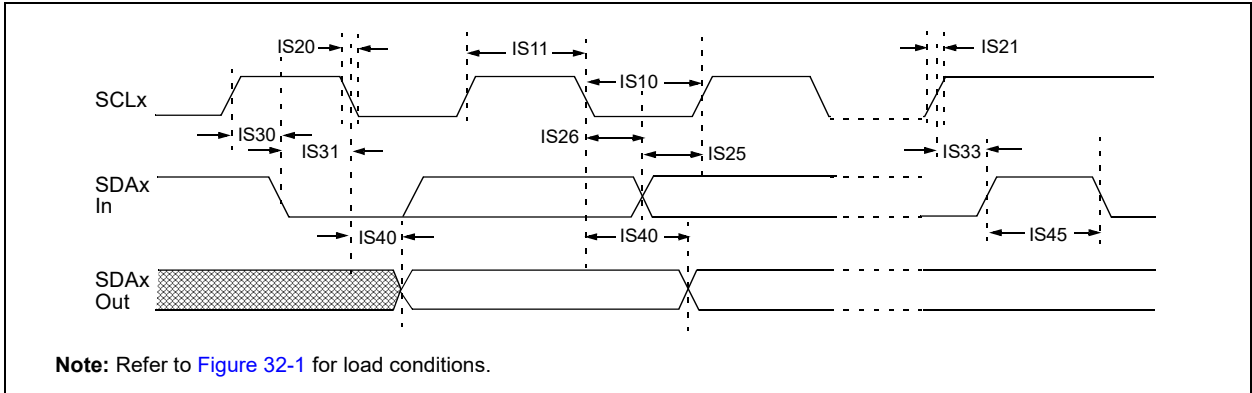 IS20
IS11
IS21
IS10
SCLx
IS30
IS26
IS31
IS25
IS33
SDAx
In
IS40
IS40
IS45
SDAx
Out
Note: Refer to Figure 32-1 for load conditions.